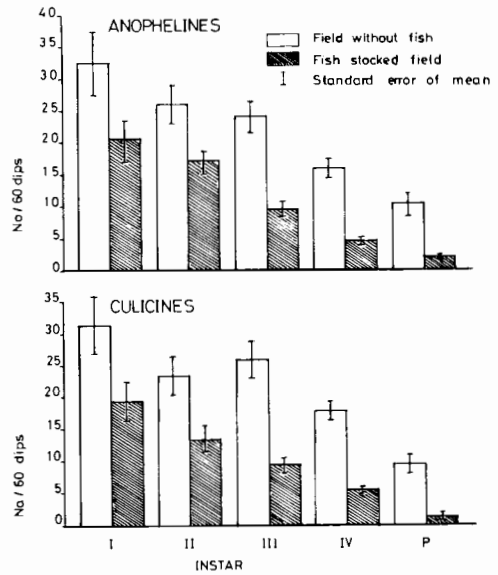 ANOPHELINES
Field without fish
Fish stocked field
Standard error of mean
40
35
30
25
20
15
10
5
0
No / 60 dips
CULICINES
35
30
25
20
15
10
5
0
No / 60 dips
I II III IV P
INSTAR